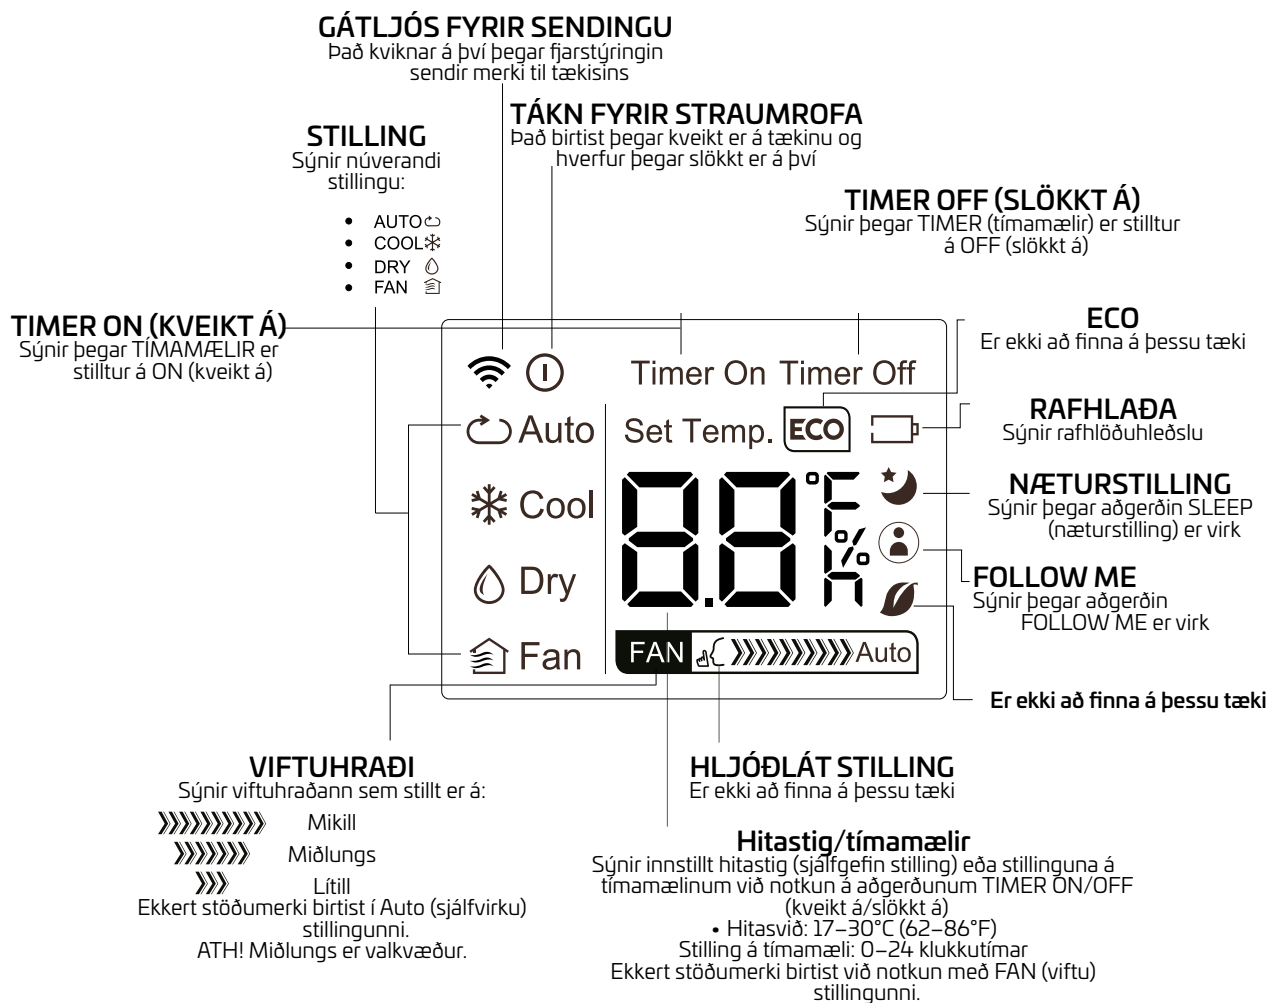 GÁTLJÓS FYRIR SENDINGU
Það kviknar á því þegar fjarstýringin
sendir merki til tækisins
TÁKN FYRIR STRAUMROFA
Það birtist þegar kveikt er á tækinu og
hverfur þegar slökkt er á því
STILLING
Sýnir núverandi
stillingu:
• AUTO
• COOL
• DRY
• FAN
TIMER OFF (SLÖKKT Á)
Sýnir þegar TIMER (tímamælir) er stilltur
á OFF (slökkt á)
TIMER ON (KVEIKT Á)
Sýnir þegar TÍMAMÆLIR er
stilltur á ON (kveikt á)
ECO
Er ekki að finna á þessu tæki
RAFHLAÐA
Sýnir rafhlöðuhleðslu
NÆTURSTILLING
Sýnir þegar aðgerðin SLEEP
(næturstilling) er virk
FOLLOW ME
Sýnir þegar aðgerðin
FOLLOW ME er virk
Er ekki að finna á þessu tæki
Timer On Timer Off
Auto
Set Temp. ECO
Cool
8.8 °F % h
Dry
Fan
FAN Auto
VIFTUHRAÐI
Sýnir viftuhraðann sem stillt er á:
Mikill
Miðlungs
Lítill
Ekkert stöðumerki birtist í Auto (sjálfvirku)
stillingunni.
ATH! Miðlungs er valkvæður.
HLJÓÐLÁT STILLING
Er ekki að finna á þessu tæki
Hitastig/tímamælir
Sýnir innstillt hitastig (sjálfgefin stilling) eða stillinguna á
tímamælinum við notkun á aðgerðunum TIMER ON/OFF
(kveikt á/slökkt á)
• Hitasvið: 17–30°C (62–86°F)
Stilling á tímamæli: 0–24 klukkutímar
Ekkert stöðumerki birtist við notkun með FAN (viftu)
stillingunni.